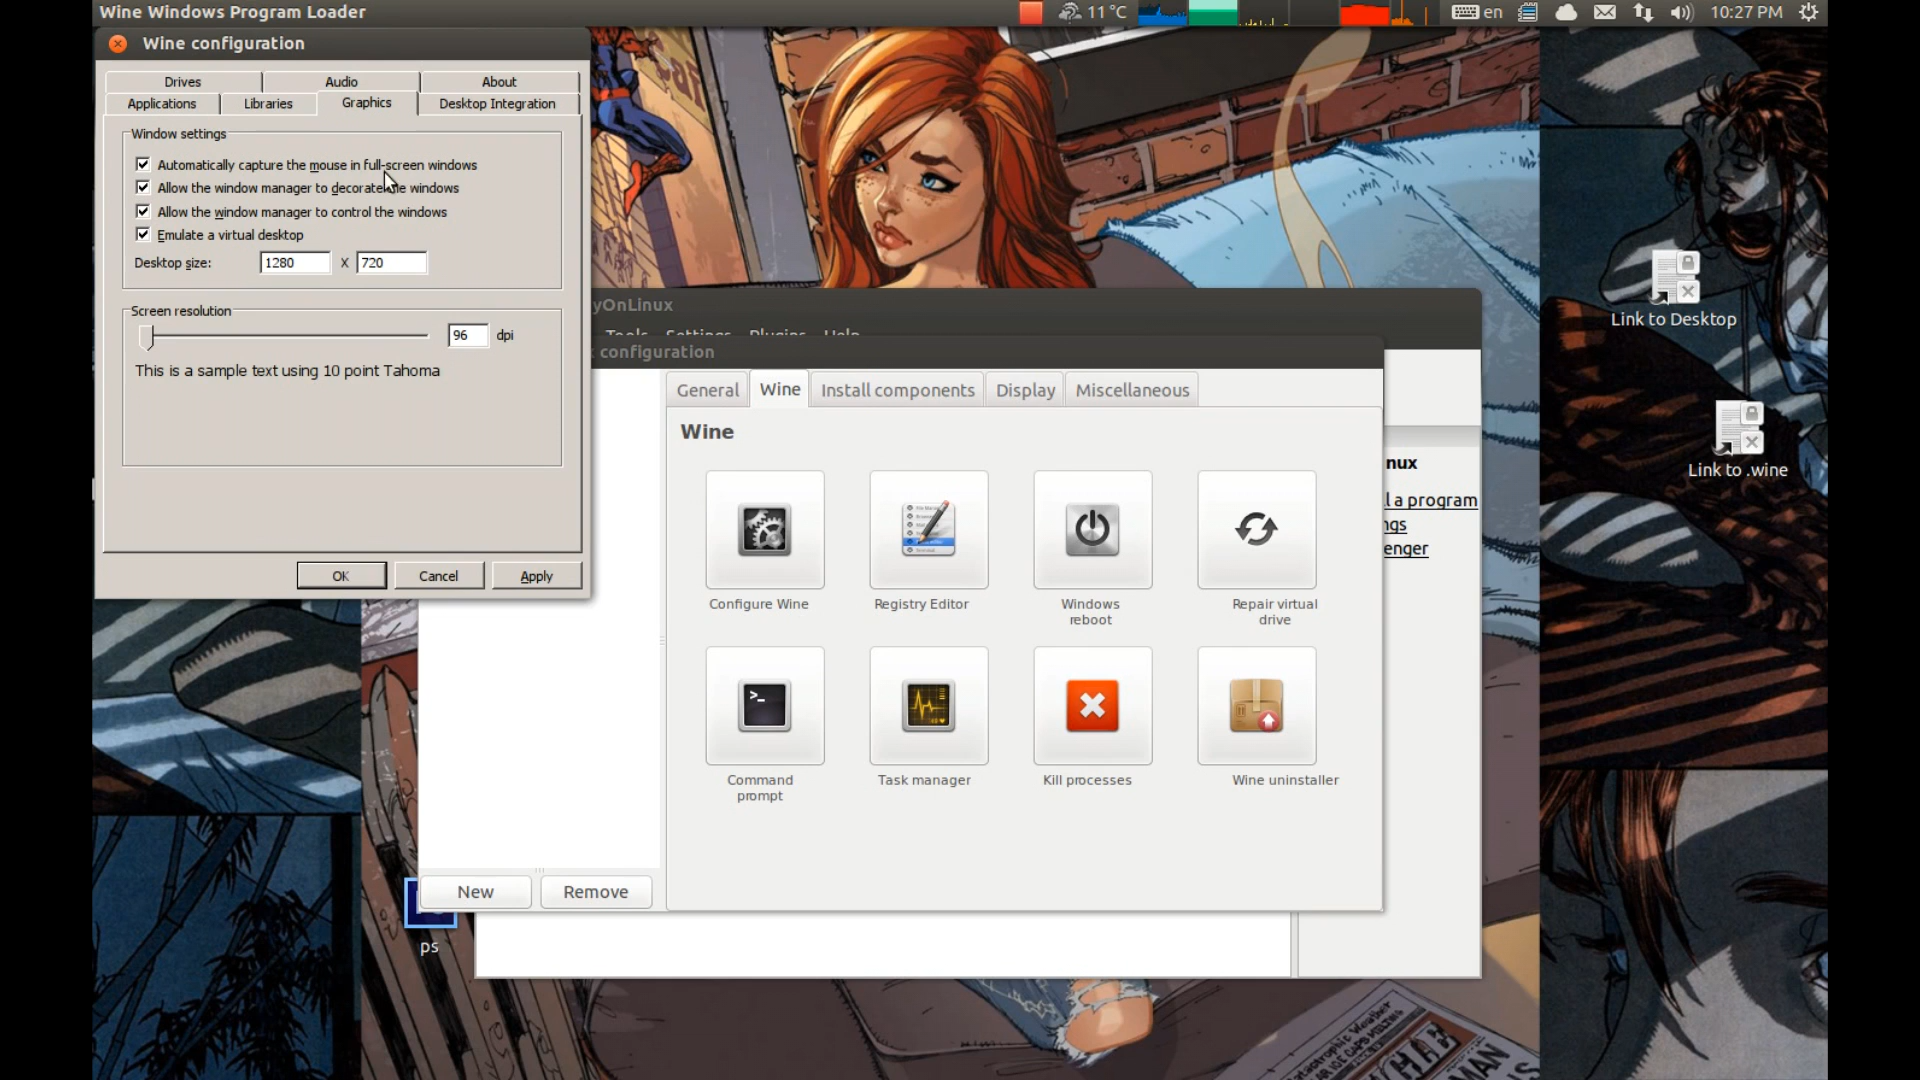 Wine Windows Program Loader
11 °C
en
10:27 PM
Wine configuration
Drives
Audio
About
Applications
Libraries
Graphics
Desktop Integration
Window settings
Automatically capture the mouse in full-screen windows
Allow the window manager to decorate the windows
Allow the window manager to control the windows
Emulate a virtual desktop
Desktop size:
1280
X
720
Screen resolution
96
dpi
This is a sample text using 10 point Tahoma
OK
Cancel
Apply
yOnLinux
Tools
Settings
Plugins
Help
configuration
General
Wine
Install components
Display
Miscellaneous
Wine
Configure Wine
Registry Editor
Windows
reboot
Repair virtual
drive
Command
prompt
Task manager
Kill processes
Wine uninstaller
New
Remove
nux
l a program
ngs
enger
Link to Desktop
Link to .wine
ps